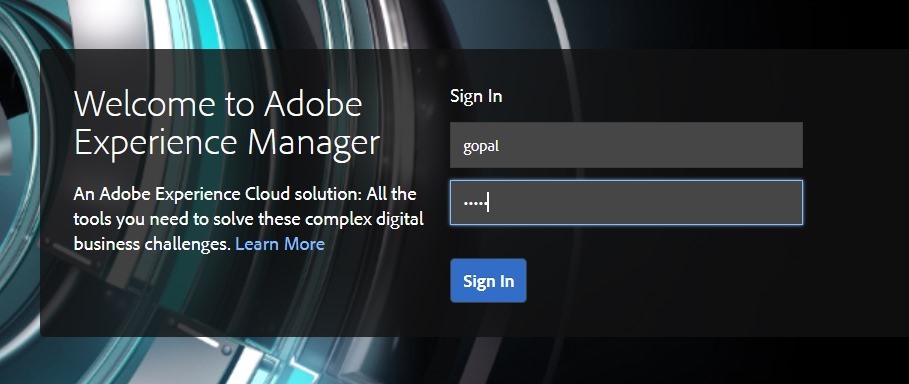 Welcome to Adobe
Experience Manager
An Adobe Experience Cloud solution: All the
tools you need to solve these complex digital
business challenges. Learn More
Sign In
gopal
•••••
Sign In